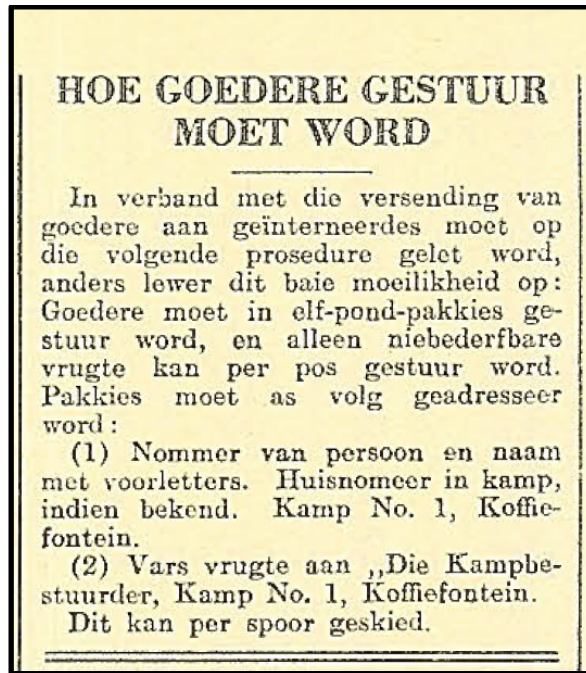 HOE GOEDERE GESTUUR
MOET WORD
In verband met die versending van
goedere aan geïnterneerdes moet op
die volgende prosedure gelet word,
anders lewer dit baie moeilikheid op:
Goedere moet in elf-pond-pakkies ge-
stuur word, en alleen niebederfbare
vrugte kan per pos gestuur word.
Pakkies moet as volg geadresseer
word:
(1) Nommer van persoon en naam
met voorletters. Huisnomeer in kamp,
indien bekend. Kamp No. 1, Koffie-
fontein.
(2) Vars vrugte aan „Die Kampbe-
stuurder, Kamp No. 1, Koffiefontein.
Dit kan per spoor geskied.